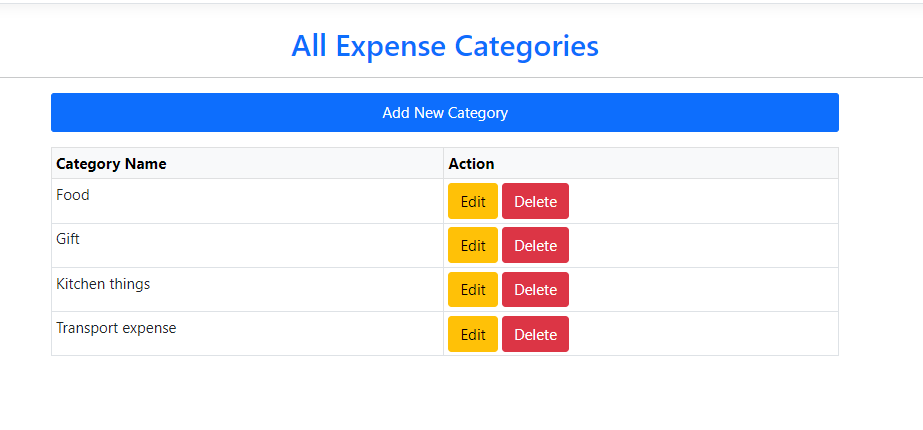 All Expense Categories
Add New Category
Category Name Action
Food Edit Delete
Gift Edit Delete
Kitchen things Edit Delete
Transport expense Edit Delete